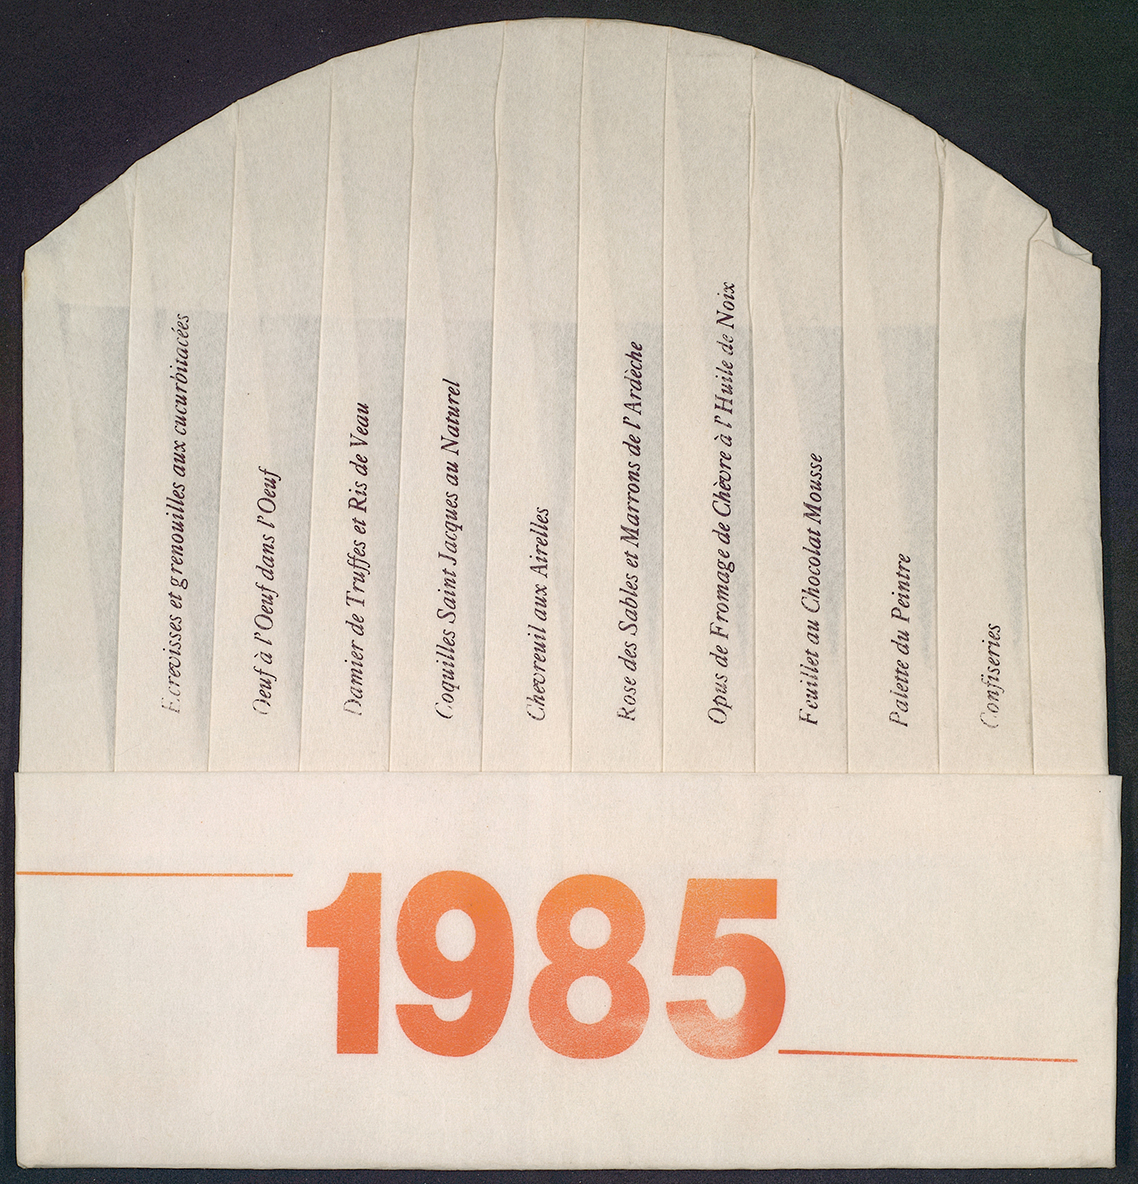 Ecrevisses et grenouilles aux cucurbitacées
Oeuf à l'Oeuf dans l'Oeuf
Damier de Truffes et Ris de Veau
Coquilles Saint Jacques au Naturel
Chevreuil aux Airelles
Rose des Sables et Marrons de l'Ardèche
Opus de Fromage de Chèvre à l'Huile de Noix
Feuillet au Chocolat Mousse
Palette du Peintre
Confiseries
1985